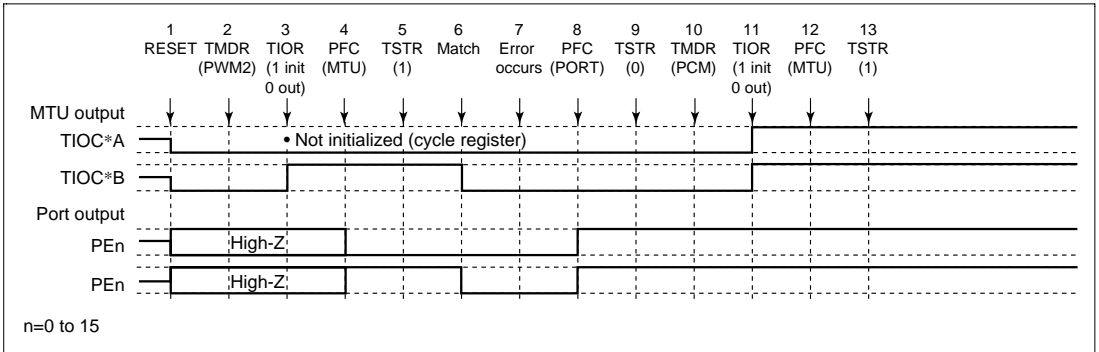 1 2 3 4 5 6 7 8 9 10 11 12 13
RESET TMDR TIOR PFC TSTR Match Error PFC TSTR TMDR TIOR PFC TSTR
(PWM2) (1 init (MTU) (1) occurs (PORT) (0) (PCM) (1 init (MTU) (1)
0 out) 0 out)
MTU output
TIOC*A • Not initialized (cycle register)
TIOC*B
Port output
PEn High-Z
PEn High-Z
n=0 to 15